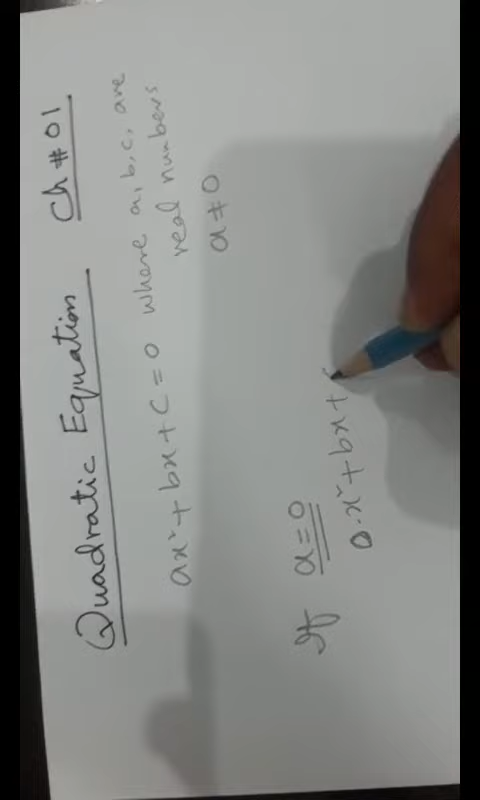 Quadratic Equation Ch # 01
ax² + bx + c = 0 where a, b, c, are
real numbers
a ≠ 0
If a = 0
0.x² + bx +